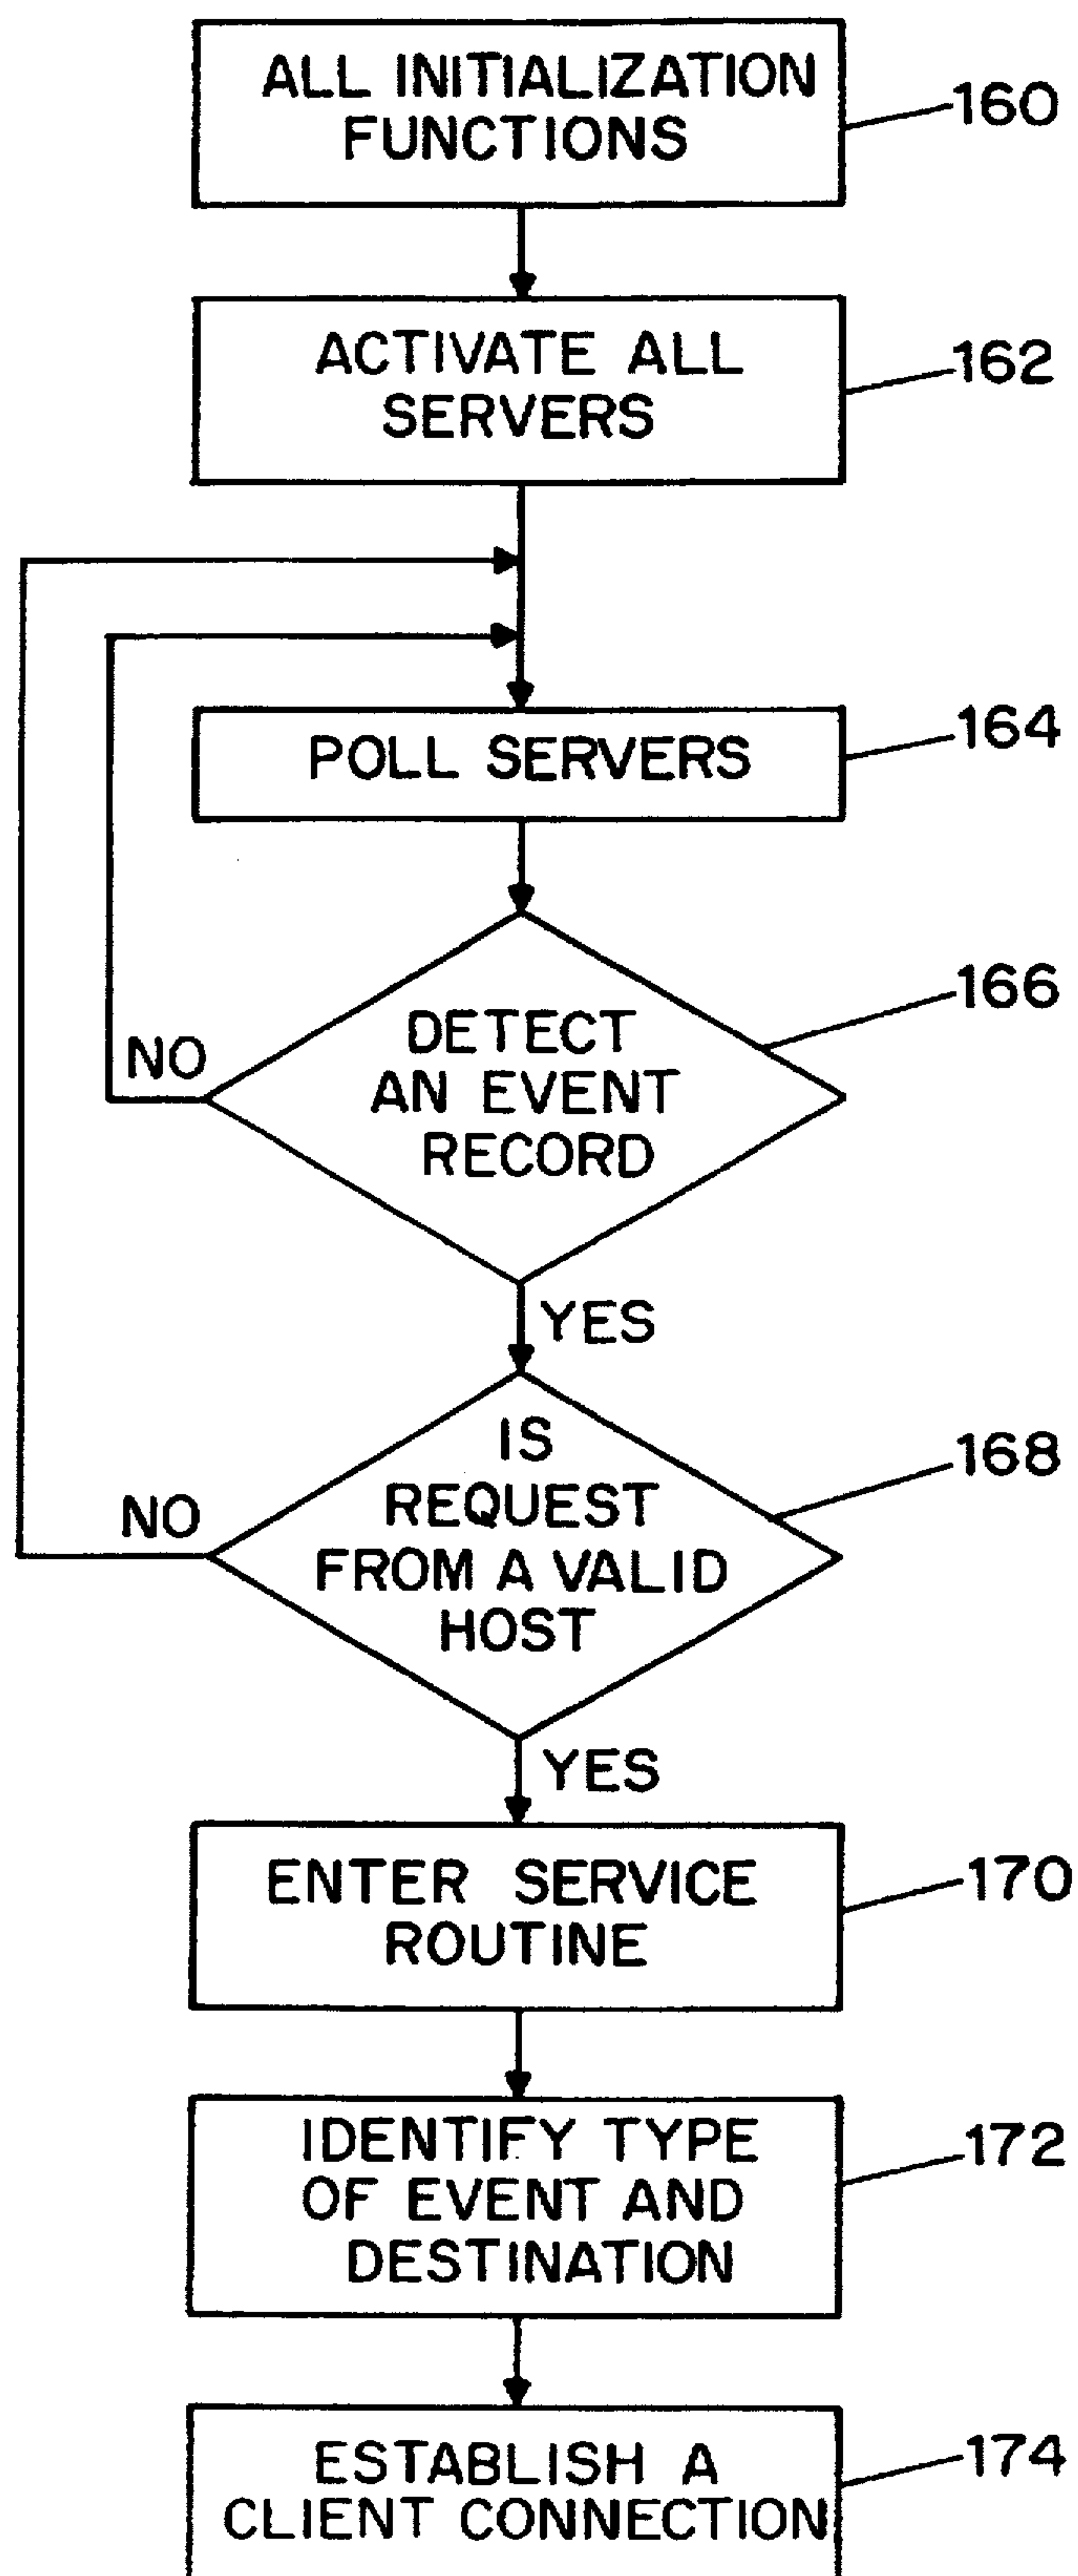 ALL INITIALIZATION
FUNCTIONS
160
ACTIVATE ALL
SERVERS
162
POLL SERVERS
164
DETECT
AN EVENT
RECORD
166
NO
YES
IS
REQUEST
FROM A VALID
HOST
168
NO
YES
ENTER SERVICE
ROUTINE
170
IDENTIFY TYPE
OF EVENT AND
DESTINATION
172
ESTABLISH A
CLIENT CONNECTION
174